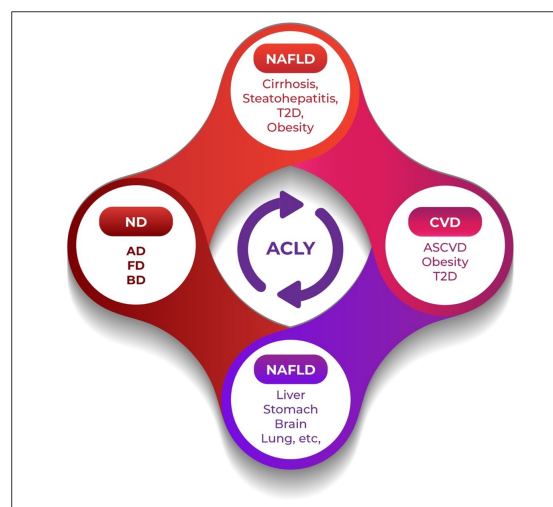 NAFLD
Cirrhosis,
Steatohepatitis,
T2D,
Obesity
ND
AD
FD
BD
ACLY
CVD
ASCVD
Obesity
T2D
NAFLD
Liver
Stomach
Brain
Lung, etc,